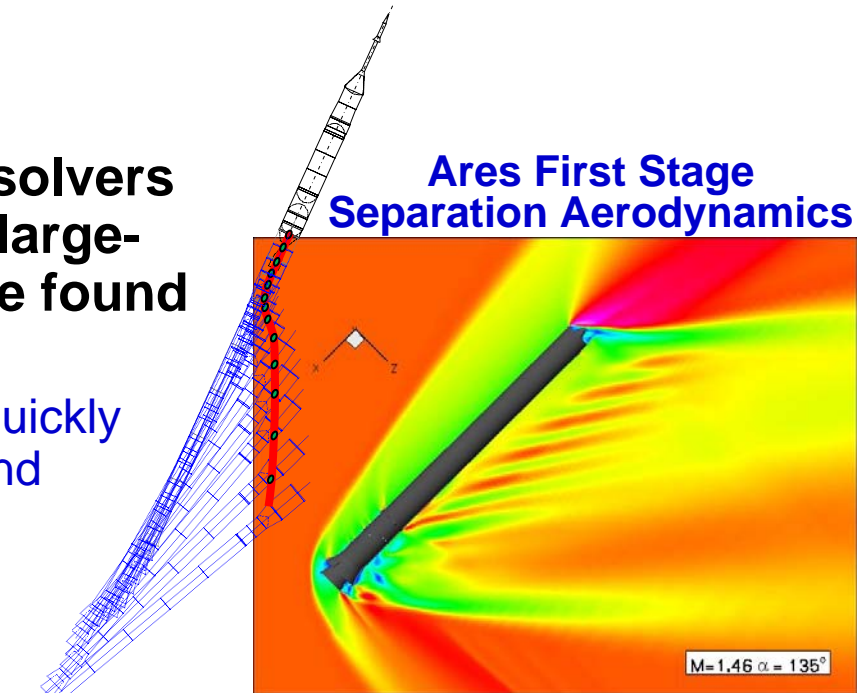 solvers
large-
e found
uickly
nd
Ares First Stage
Separation Aerodynamics
x
z
M=1.46 α = 135°